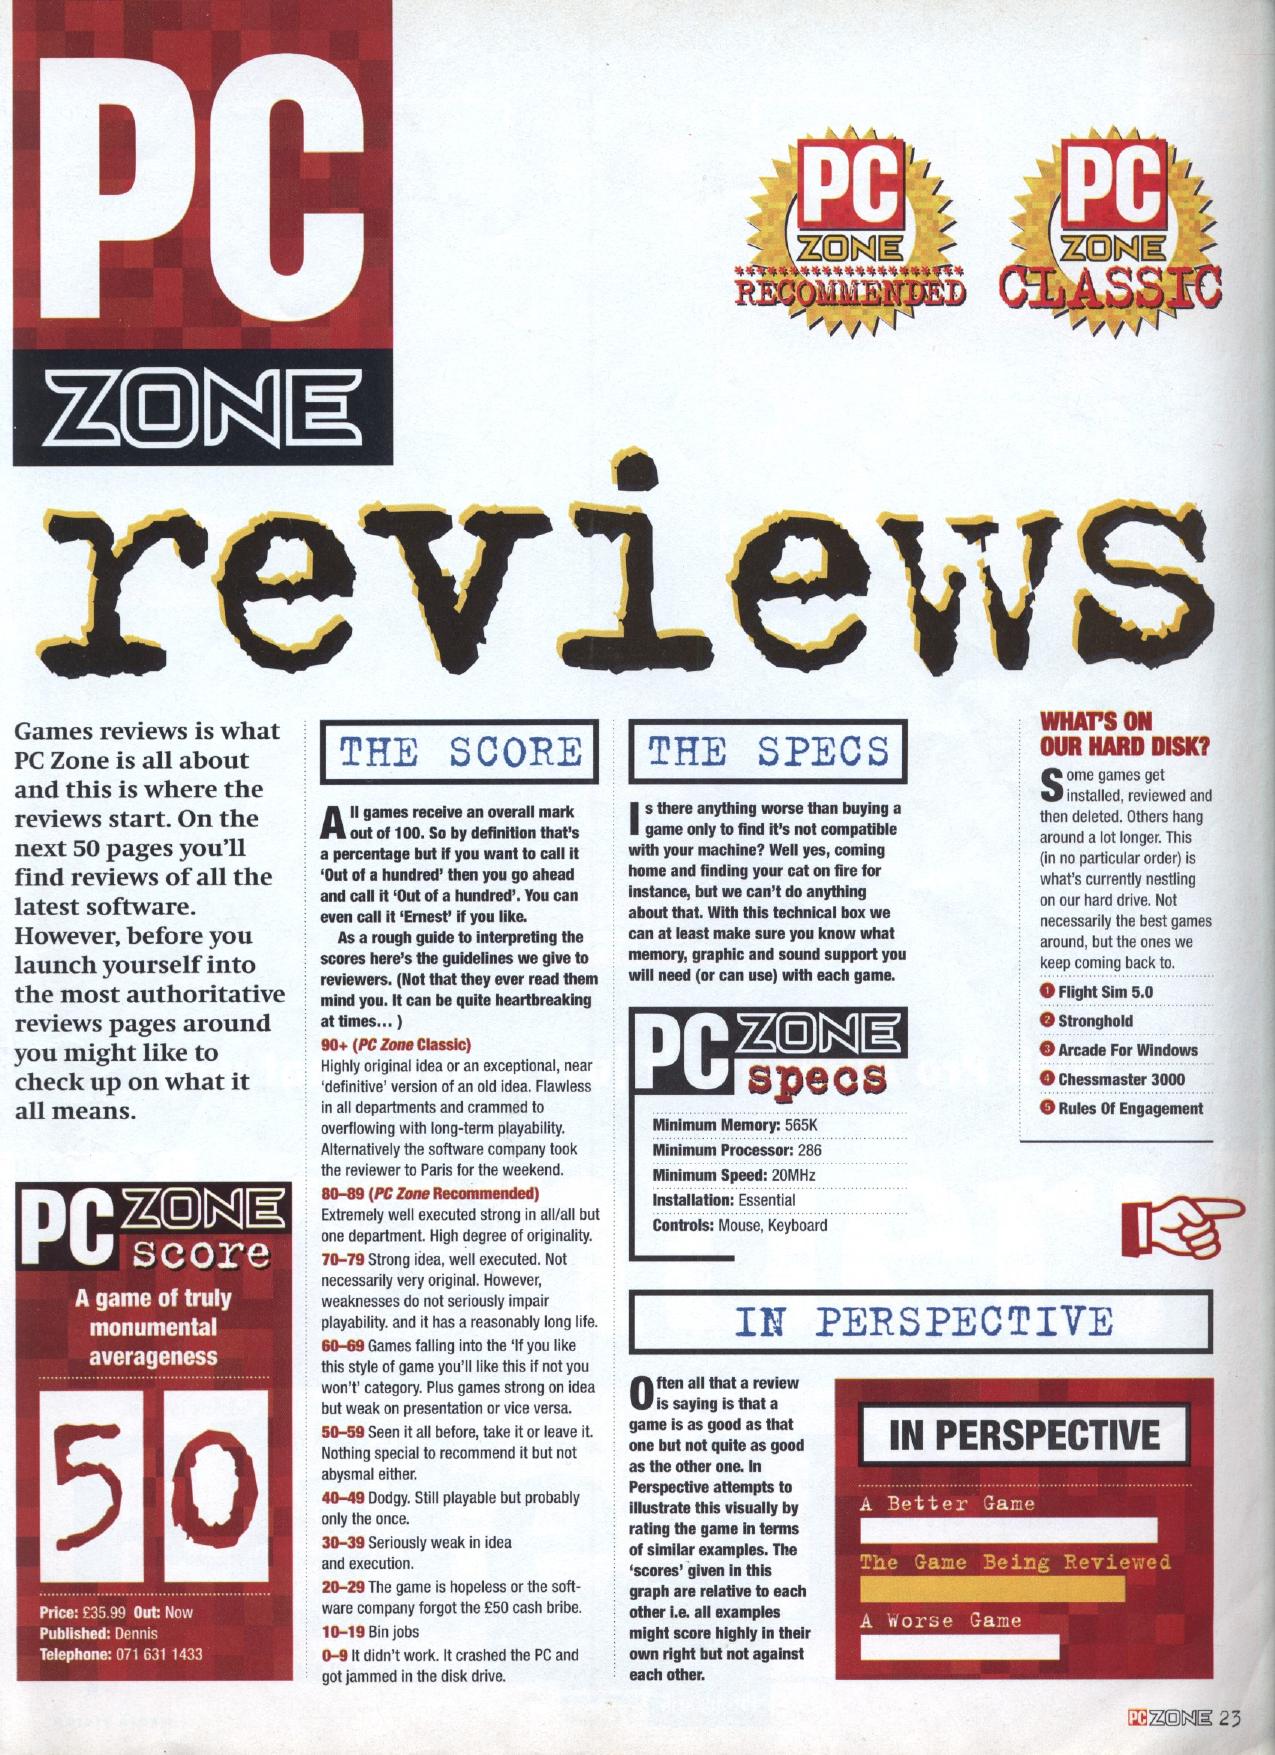 PC
ZONE
PC
ZONE
RECOMMENDED
PC
ZONE
CLASSIC
reviews
Games reviews is what
PC Zone is all about
and this is where the
reviews start. On the
next 50 pages you'll
find reviews of all the
latest software.
However, before you
launch yourself into
the most authoritative
reviews pages around
you might like to
check up on what it
all means.
PC ZONE
score
A game of truly
monumental
averageness
50
Price: £35.99 Out: Now
Published: Dennis
Telephone: 071 631 1433
THE SCORE
All games receive an overall mark
out of 100. So by definition that's
a percentage but if you want to call it
'Out of a hundred' then you go ahead
and call it 'Out of a hundred'. You can
even call it 'Ernest' if you like.
As a rough guide to interpreting the
scores here's the guidelines we give to
reviewers. (Not that they ever read them
mind you. It can be quite heartbreaking
at times... )
90+ (PC Zone Classic)
Highly original idea or an exceptional, near
'definitive' version of an old idea. Flawless
in all departments and crammed to
overflowing with long-term playability.
Alternatively the software company took
the reviewer to Paris for the weekend.
80–89 (PC Zone Recommended)
Extremely well executed strong in all/all but
one department. High degree of originality.
70–79 Strong idea, well executed. Not
necessarily very original. However,
weaknesses do not seriously impair
playability. and it has a reasonably long life.
60–69 Games falling into the 'If you like
this style of game you'll like this if not you
won't' category. Plus games strong on idea
but weak on presentation or vice versa.
50–59 Seen it all before, take it or leave it.
Nothing special to recommend it but not
abysmal either.
40–49 Dodgy. Still playable but probably
only the once.
30–39 Seriously weak in idea
and execution.
20–29 The game is hopeless or the soft-
ware company forgot the £50 cash bribe.
10–19 Bin jobs
0–9 It didn't work. It crashed the PC and
got jammed in the disk drive.
THE SPECS
Is there anything worse than buying a
game only to find it's not compatible
with your machine? Well yes, coming
home and finding your cat on fire for
instance, but we can't do anything
about that. With this technical box we
can at least make sure you know what
memory, graphic and sound support you
will need (or can use) with each game.
PC ZONE
specs
Minimum Memory: 565K
Minimum Processor: 286
Minimum Speed: 20MHz
Installation: Essential
Controls: Mouse, Keyboard
WHAT'S ON
OUR HARD DISK?
Some games get
installed, reviewed and
then deleted. Others hang
around a lot longer. This
(in no particular order) is
what's currently nestling
on our hard drive. Not
necessarily the best games
around, but the ones we
keep coming back to.
1 Flight Sim 5.0
2 Stronghold
3 Arcade For Windows
4 Chessmaster 3000
5 Rules Of Engagement
IN PERSPECTIVE
Often all that a review
is saying is that a
game is as good as that
one but not quite as good
as the other one. In
Perspective attempts to
illustrate this visually by
rating the game in terms
of similar examples. The
'scores' given in this
graph are relative to each
other i.e. all examples
might score highly in their
own right but not against
each other.
IN PERSPECTIVE
A Better Game
The Game Being Reviewed
A Worse Game
PC ZONE 23